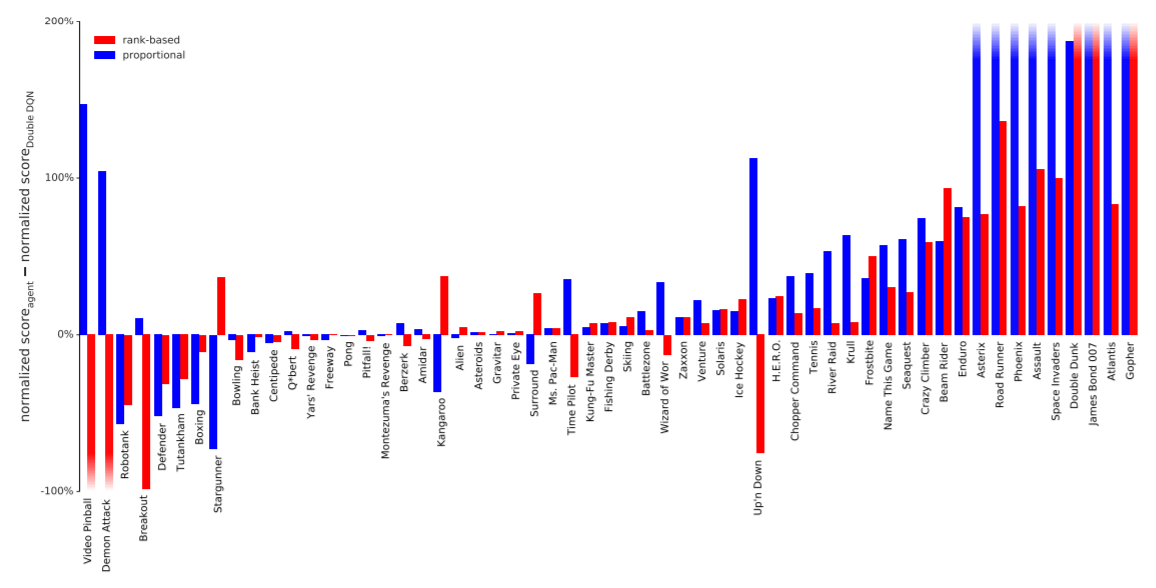 200%
rank-based
proportional
100%
0%
-100%
normalized score_agent − normalized score_Double DQN
Video Pinball
Demon Attack
Robotank
Breakout
Defender
Tutankham
Boxing
Stargunner
Bowling
Bank Heist
Centipede
Q*bert
Yars' Revenge
Freeway
Pong
Pitfall!
Montezuma's Revenge
Berzerk
Amidar
Kangaroo
Alien
Asteroids
Gravitar
Private Eye
Surround
Ms. Pac-Man
Time Pilot
Kung-Fu Master
Fishing Derby
Skiing
Battlezone
Wizard of Wor
Zaxxon
Venture
Solaris
Ice Hockey
Up'n Down
H.E.R.O.
Chopper Command
Tennis
River Raid
Krull
Frostbite
Name This Game
Seaquest
Crazy Climber
Beam Rider
Enduro
Asterix
Road Runner
Phoenix
Assault
Space Invaders
Double Dunk
James Bond 007
Atlantis
Gopher